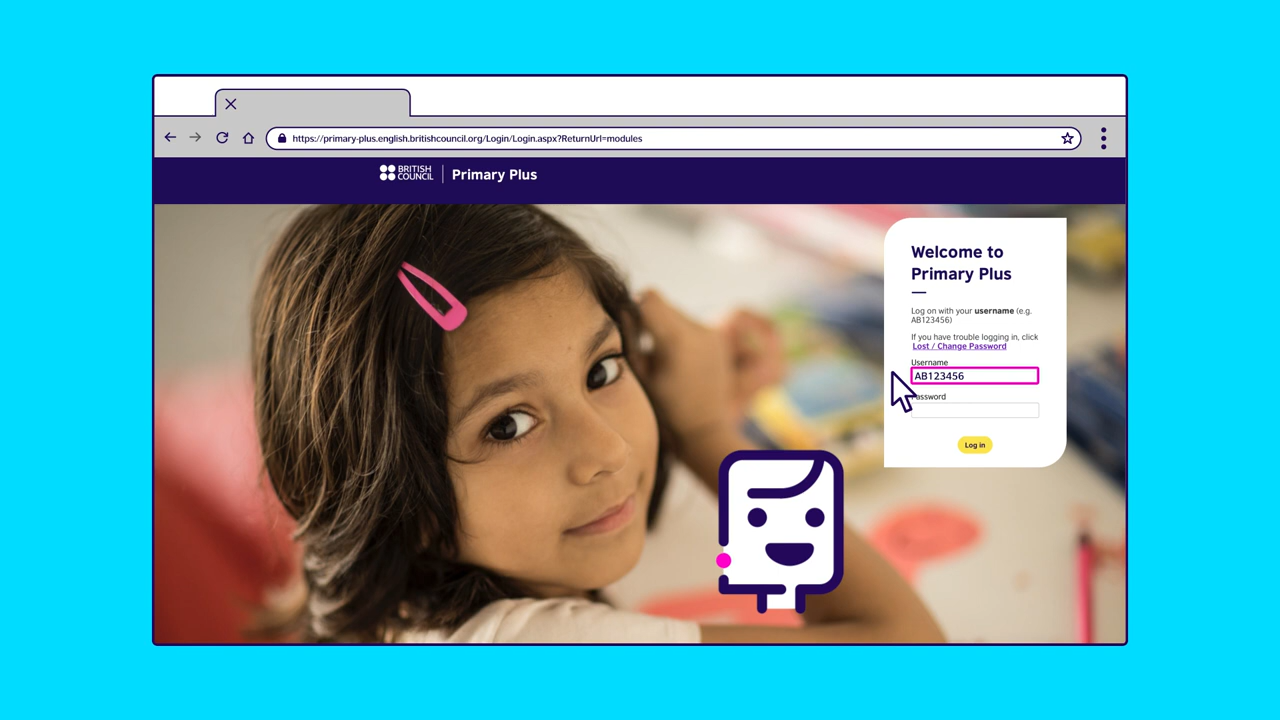 https://primary-plus.english.britishcouncil.org/Login/Login.aspx?ReturnUrl=modules
BRITISH
COUNCIL
Primary Plus
Welcome to
Primary Plus
Log on with your username (e.g.
AB123456)
If you have trouble logging in, click
Lost / Change Password
Username
AB123456
Password
Log in